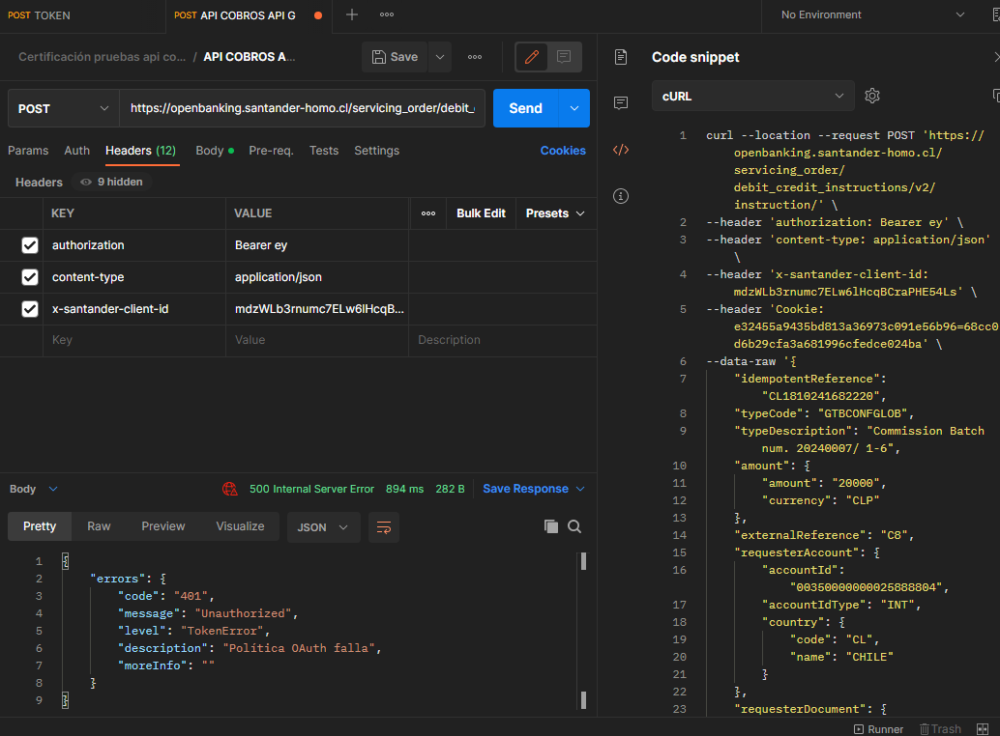 POST TOKEN
POST API COBROS API G
No Environment
Certificación pruebas api co... / API COBROS A...
Save
POST
https://openbanking.santander-homo.cl/servicing_order/debit_
Send
Params Auth Headers (12) Body Pre-req. Tests Settings Cookies
Headers 9 hidden
KEY VALUE Bulk Edit Presets
authorization Bearer ey
content-type application/json
x-santander-client-id mdzWLb3rnumc7ELw6lHcqB...
Key Value Description
Body 500 Internal Server Error 894 ms 282 B Save Response
Pretty Raw Preview Visualize JSON
1 {
2 "errors": {
3 "code": "401",
4 "message": "Unauthorized",
5 "level": "TokenError",
6 "description": "Política OAuth falla",
7 "moreInfo": ""
8 }
9 }
Code snippet
cURL
1 curl --location --request POST 'https://
openbanking.santander-homo.cl/
servicing_order/
debit_credit_instructions/v2/
instruction/' \
2 --header 'authorization: Bearer ey' \
3 --header 'content-type: application/json'
\
4 --header 'x-santander-client-id:
mdzWLb3rnumc7ELw6lHcqBCraPHE54Ls' \
5 --header 'Cookie:
e32455a9435bd813a36973c091e56b96=68cc0
d6b29cfa3a681996cfedce024ba' \
6 --data-raw '{
7 "idempotentReference":
"CL1810241682220",
8 "typeCode": "GTBCONFGLOB",
9 "typeDescription": "Commission Batch
num. 20240007/ 1-6",
10 "amount": {
11 "amount": "20000",
12 "currency": "CLP"
13 },
14 "externalReference": "C8",
15 "requesterAccount": {
16 "accountId":
"00350000000025888804",
17 "accountIdType": "INT",
18 "country": {
19 "code": "CL",
20 "name": "CHILE"
21 }
22 },
23 "requesterDocument": {
Runner Trash